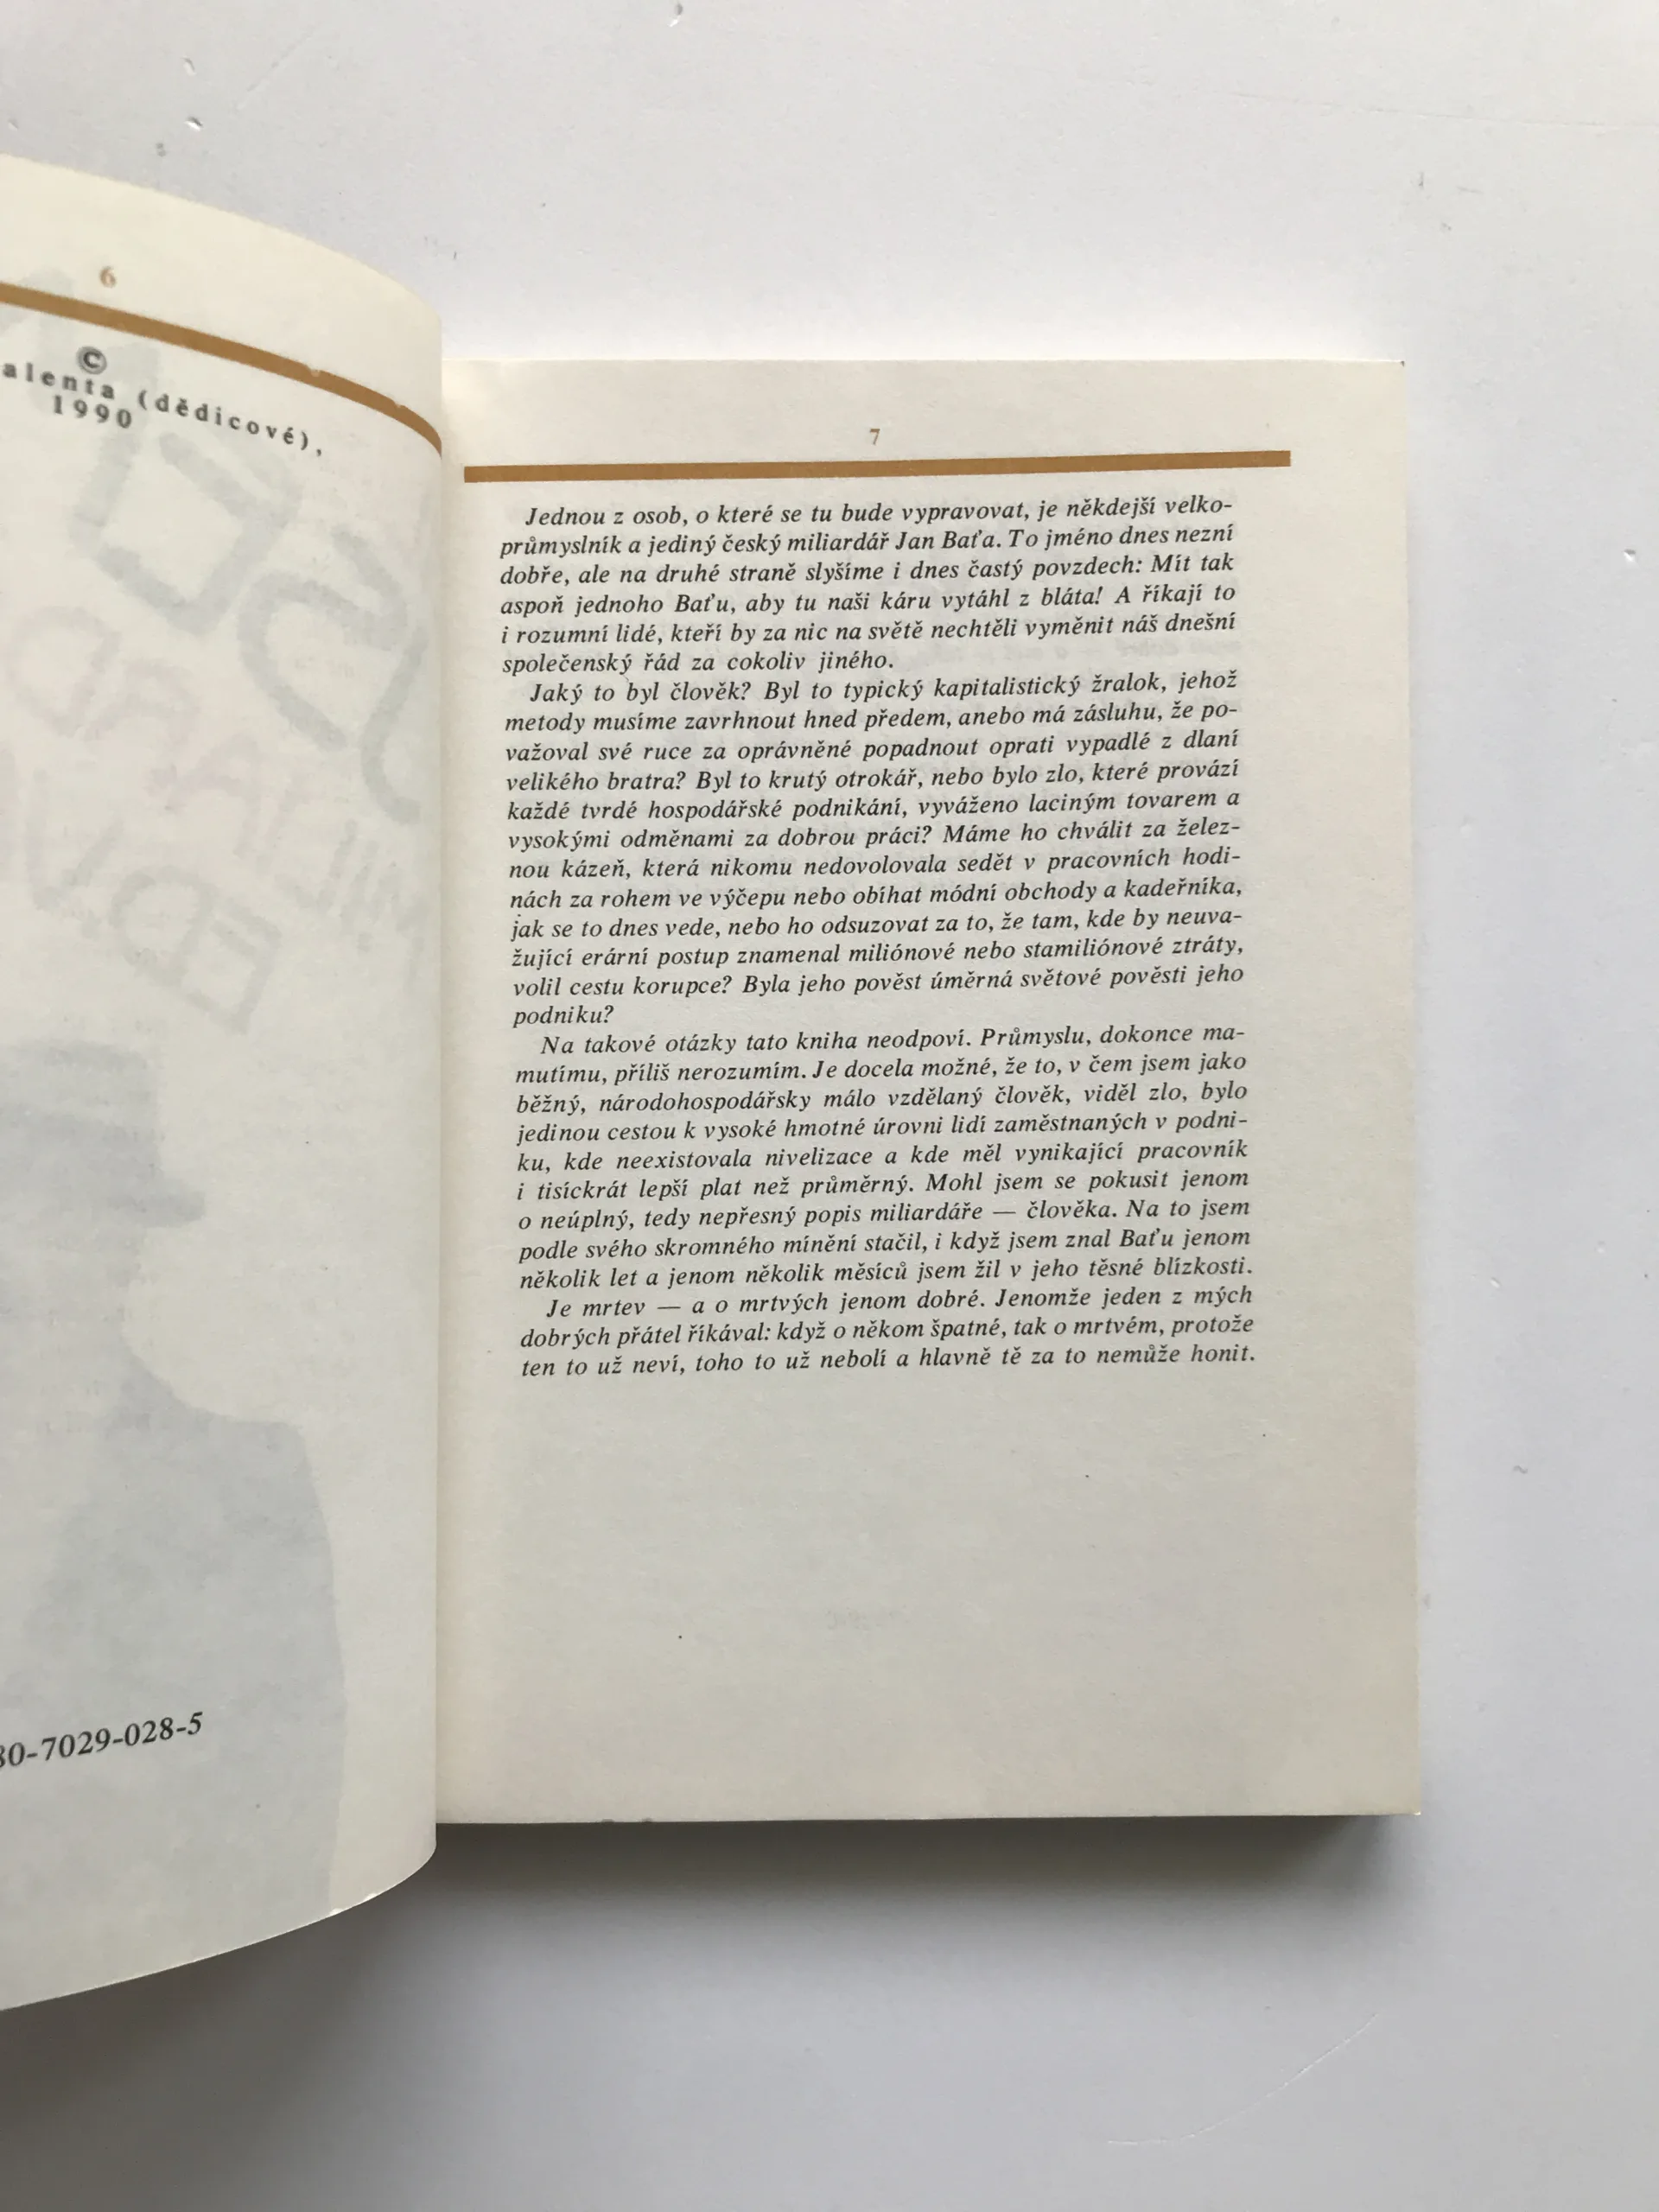 6
©
alenta (dědicové),
1990
80-7029-028-5
7
Jednou z osob, o které se tu bude vypravovat, je někdejší velko-
průmyslník a jediný český miliardář Jan Baťa. To jméno dnes nezní
dobře, ale na druhé straně slyšíme i dnes častý povzdech: Mít tak
aspoň jednoho Baťu, aby tu naši káru vytáhl z bláta! A říkají to
i rozumní lidé, kteří by za nic na světě nechtěli vyměnit náš dnešní
společenský řád za cokoliv jiného.
Jaký to byl člověk? Byl to typický kapitalistický žralok, jehož
metody musíme zavrhnout hned předem, anebo má zásluhu, že po-
važoval své ruce za oprávněné popadnout oprati vypadlé z dlaní
velikého bratra? Byl to krutý otrokář, nebo bylo zlo, které provází
každé tvrdé hospodářské podnikání, vyváženo laciným tovarem a
vysokými odměnami za dobrou práci? Máme ho chválit za želez-
nou kázeň, která nikomu nedovolovala sedět v pracovních hodi-
nách za rohem ve výčepu nebo obíhat módní obchody a kadeřníka,
jak se to dnes vede, nebo ho odsuzovat za to, že tam, kde by neuva-
žující erární postup znamenal miliónové nebo stamiliónové ztráty,
volil cestu korupce? Byla jeho pověst úměrná světové pověsti jeho
podniku?
Na takové otázky tato kniha neodpoví. Průmyslu, dokonce ma-
mutímu, příliš nerozumím. Je docela možné, že to, v čem jsem jako
běžný, národohospodářsky málo vzdělaný člověk, viděl zlo, bylo
jedinou cestou k vysoké hmotné úrovni lidí zaměstnaných v podni-
ku, kde neexistovala nivelizace a kde měl vynikající pracovník
i tisíckrát lepší plat než průměrný. Mohl jsem se pokusit jenom
o neúplný, tedy nepřesný popis miliardáře — člověka. Na to jsem
podle svého skromného mínění stačil, i když jsem znal Baťu jenom
několik let a jenom několik měsíců jsem žil v jeho těsné blízkosti.
Je mrtev — a o mrtvých jenom dobré. Jenomže jeden z mých
dobrých přátel říkával: když o někom špatné, tak o mrtvém, protože
ten to už neví, toho to už nebolí a hlavně tě za to nemůže honit.